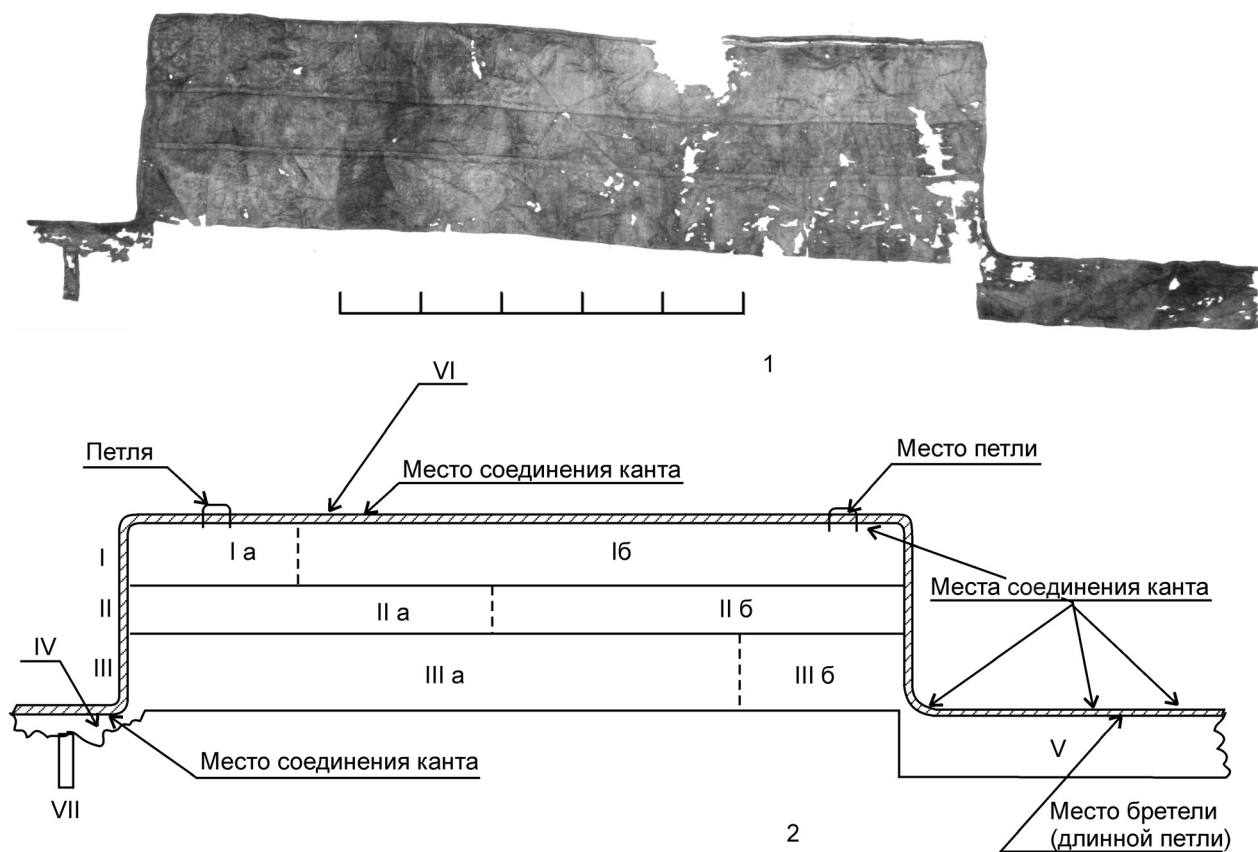 1
VI
Петля
Место соединения канта
Место петли
I
I а
Iб
II
II а
II б
Места соединения канта
IV
III
III а
III б
V
Место соединения канта
VII
Место бретели
(длинной петли)
2